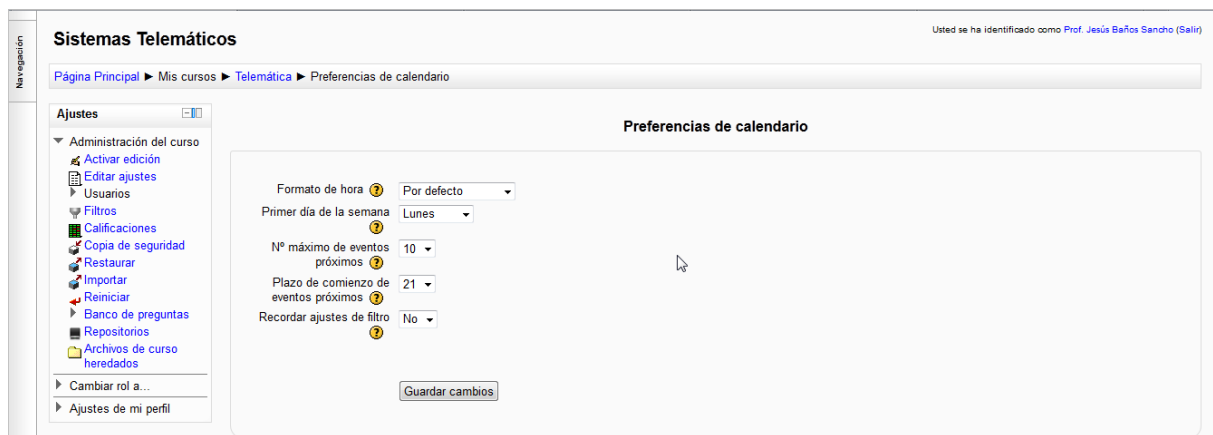 Navegación
Sistemas Telemáticos
Usted se ha identificado como Prof. Jesús Baños Sancho (Salir)
Página Principal ► Mis cursos ► Telemática ► Preferencias de calendario
Ajustes
Administración del curso
Activar edición
Editar ajustes
Usuarios
Filtros
Calificaciones
Copia de seguridad
Restaurar
Importar
Reiniciar
Banco de preguntas
Repositorios
Archivos de curso
heredados
Cambiar rol a...
Ajustes de mi perfil
Preferencias de calendario
Formato de hora ? Por defecto
Primer día de la semana Lunes
?
Nº máximo de eventos 10
próximos ?
Plazo de comienzo de 21
eventos próximos ?
Recordar ajustes de filtro No
?
Guardar cambios